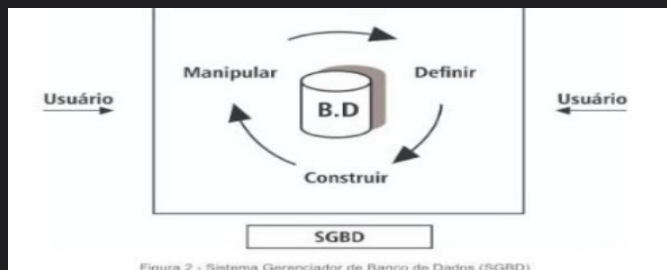 Manipular
Definir
Usuário
B.D
Usuário
Construir
SGBD
Figura 2 - Sistema Gerenciador de Banco de Dados (SGBD)